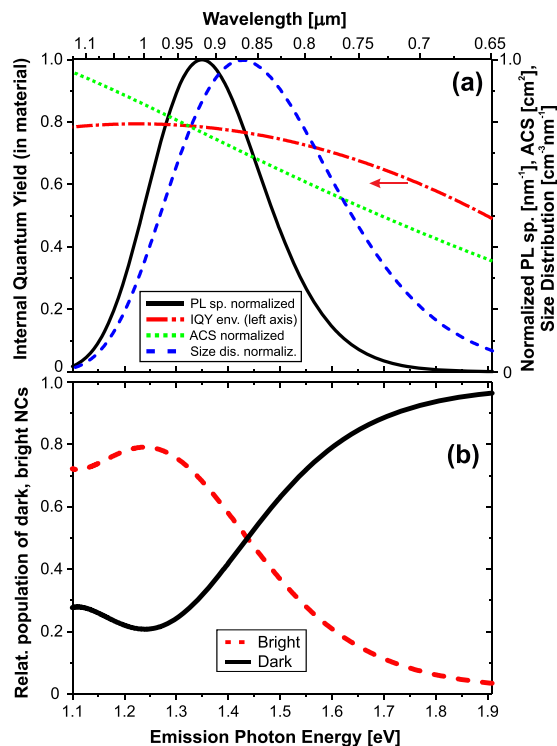 Wavelength [µm]
1.1 1 0.95 0.9 0.85 0.8 0.75 0.7 0.65
(a)
Internal Quantum Yield (in material)
1.0
0.8
0.6
0.4
0.2
0
1.0
0
Normalized PL sp. [nm⁻¹], ACS [cm²],
Size Distribution [cm⁻³nm⁻¹]
PL sp. normalized
IQY env. (left axis)
ACS normalized
Size dis. normaliz.
(b)
Relat. population of dark, bright NCs
1.0
0.8
0.6
0.4
0.2
0
Bright
Dark
1.1 1.2 1.3 1.4 1.5 1.6 1.7 1.8 1.9
Emission Photon Energy [eV]